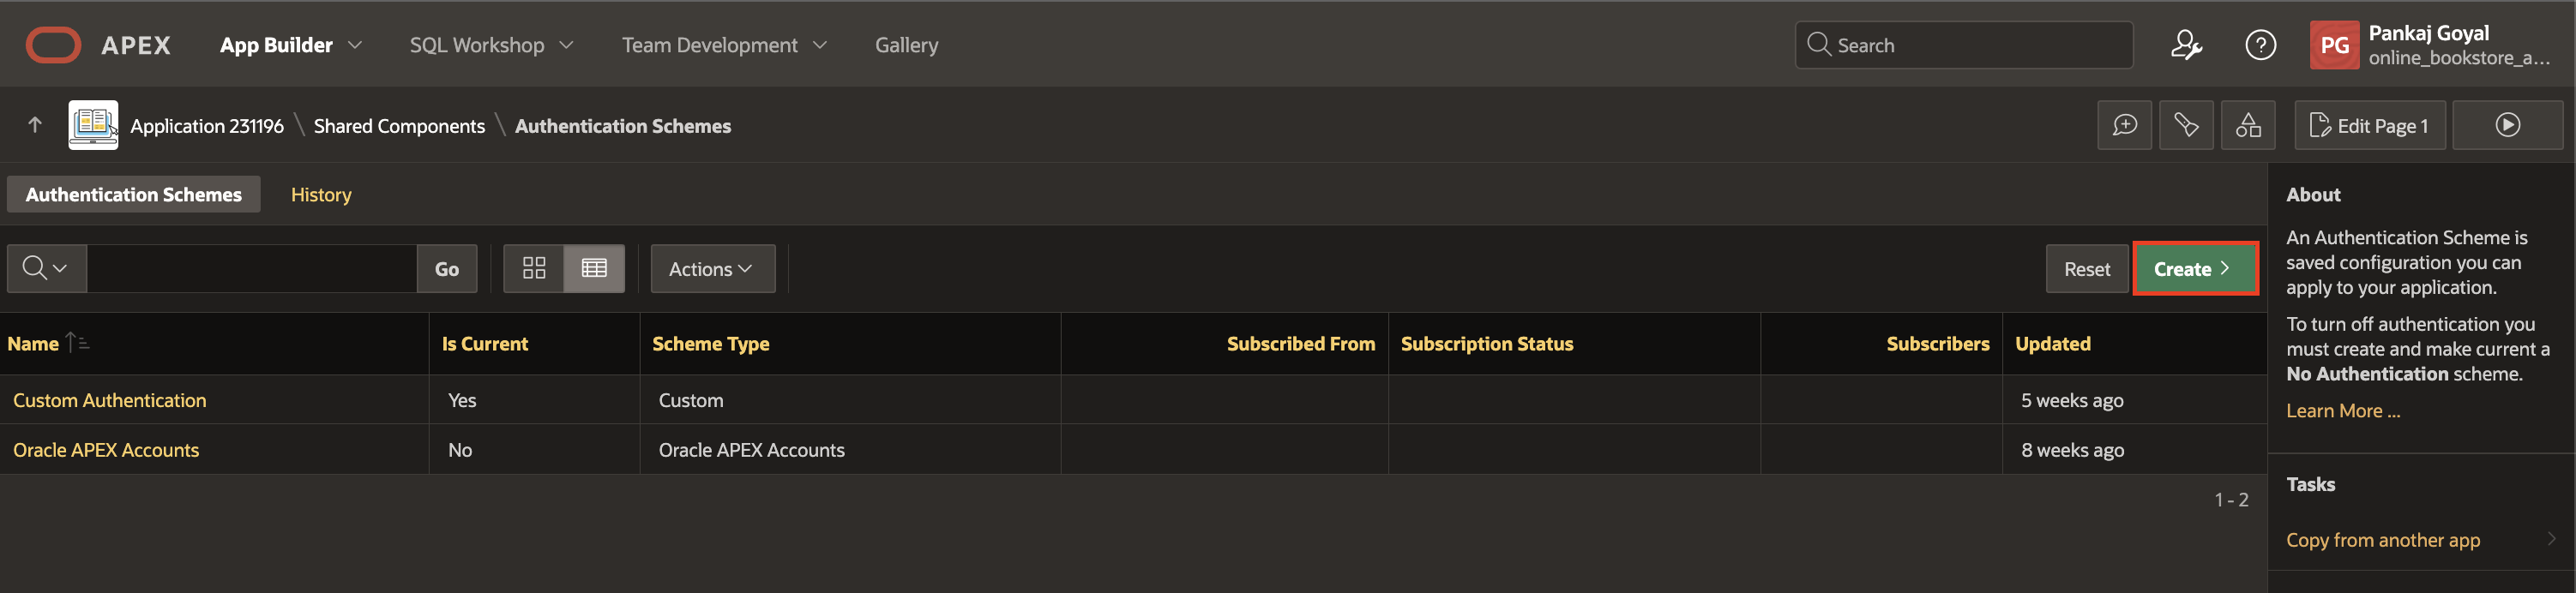 APEX App Builder SQL Workshop Team Development Gallery Search Pankaj Goyal
PG online_bookstore_a...
Application 231196 \ Shared Components \ Authentication Schemes Edit Page 1
Authentication Schemes History
Go Actions Reset Create
Name Is Current Scheme Type Subscribed From Subscription Status Subscribers Updated
Custom Authentication Yes Custom 5 weeks ago
Oracle APEX Accounts No Oracle APEX Accounts 8 weeks ago
1 - 2
About
An Authentication Scheme is
saved configuration you can
apply to your application.
To turn off authentication you
must create and make current a
No Authentication scheme.
Learn More ...
Tasks
Copy from another app